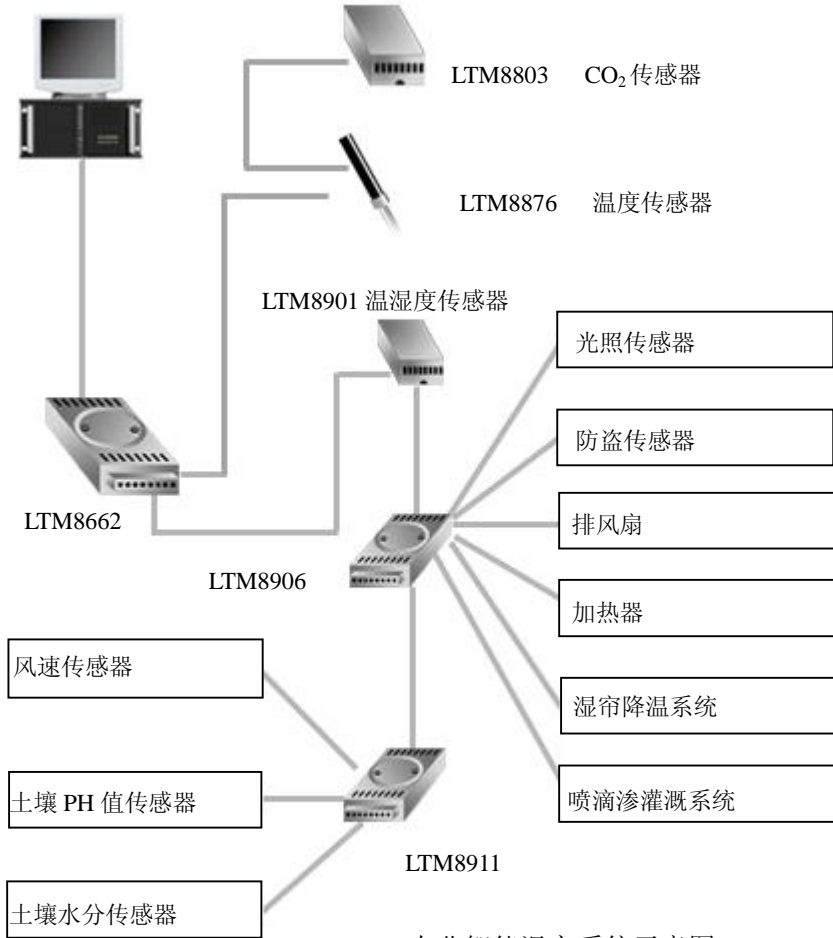 LTM8803 CO₂传感器
LTM8876 温度传感器
LTM8901 温湿度传感器
光照传感器
防盗传感器
LTM8662
排风扇
LTM8906
加热器
风速传感器
湿帘降温系统
土壤 PH 值传感器
喷滴渗灌溉系统
LTM8911
土壤水分传感器